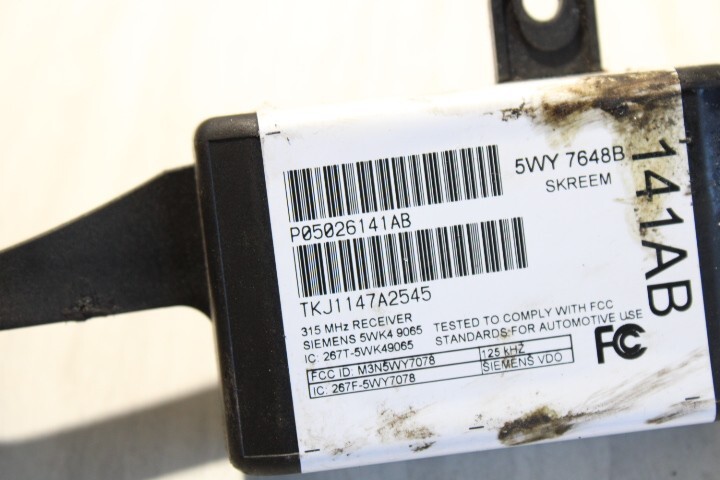 5WY 7648B
SKREEM
141AB
P05026141AB
TKJ1147A2545
315 MHz RECEIVER
SIEMENS 5WK4 9065
IC: 267T-5WK49065
TESTED TO COMPLY WITH FCC
STANDARDS:FOR AUTOMOTIVE USE
FC
FCC ID: M3N5WY7078 125 kHZ
IC: 267F-5WY7078 SIEMENS VDO